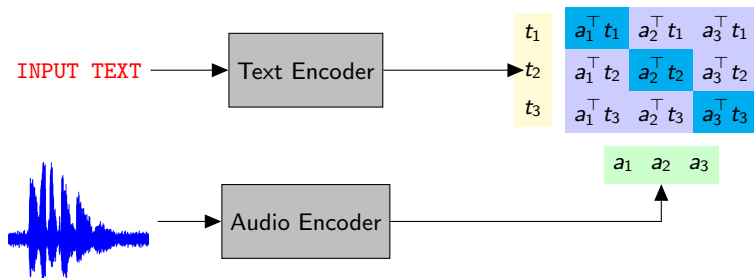 INPUT TEXT
Text Encoder
t₁
t₂
t₃
a₁⊤t₁ a₂⊤t₁ a₃⊤t₁
a₁⊤t₂ a₂⊤t₂ a₃⊤t₂
a₁⊤t₃ a₂⊤t₃ a₃⊤t₃
a₁ a₂ a₃
Audio Encoder